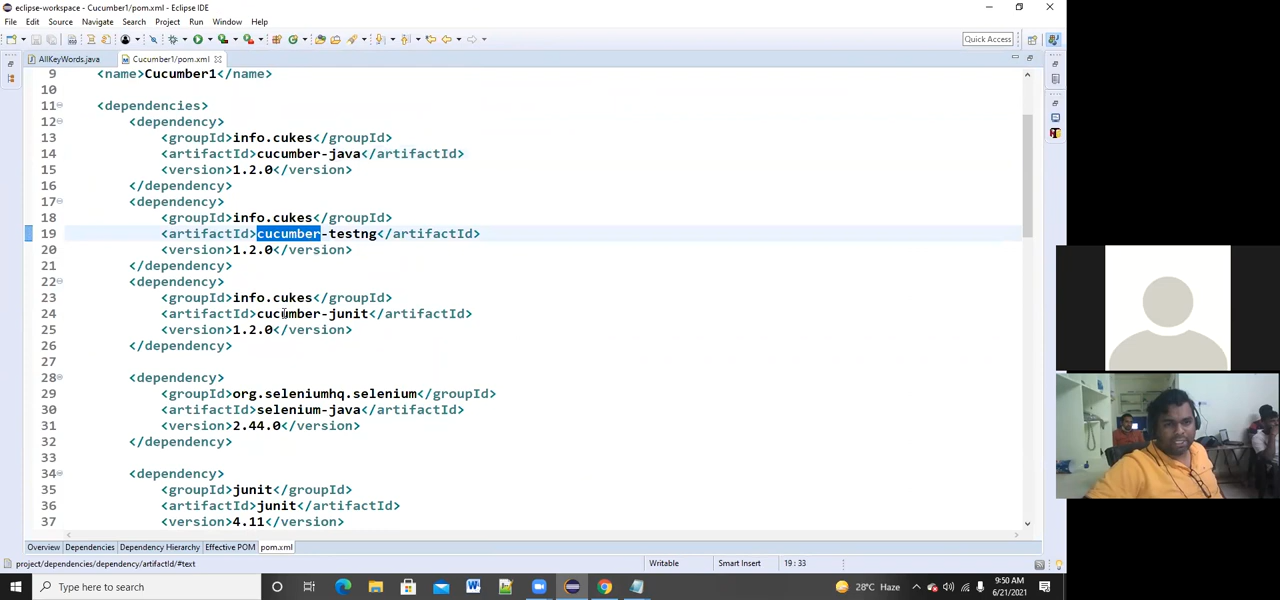 eclipse-workspace - Cucumber1/pom.xml - Eclipse IDE
File Edit Source Navigate Search Project Run Window Help
Quick Access
AllKeyWords.java Cucumber1/pom.xml
9 <name>Cucumber1</name>
10
11 <dependencies>
12 <dependency>
13 <groupId>info.cukes</groupId>
14 <artifactId>cucumber-java</artifactId>
15 <version>1.2.0</version>
16 </dependency>
17 <dependency>
18 <groupId>info.cukes</groupId>
19 <artifactId>cucumber-testng</artifactId>
20 <version>1.2.0</version>
21 </dependency>
22 <dependency>
23 <groupId>info.cukes</groupId>
24 <artifactId>cucumber-junit</artifactId>
25 <version>1.2.0</version>
26 </dependency>
27
28 <dependency>
29 <groupId>org.seleniumhq.selenium</groupId>
30 <artifactId>selenium-java</artifactId>
31 <version>2.44.0</version>
32 </dependency>
33
34 <dependency>
35 <groupId>junit</groupId>
36 <artifactId>junit</artifactId>
37 <version>4.11</version>
Overview Dependencies Dependency Hierarchy Effective POM pom.xml
project/dependencies/dependency/artifactId/#text Writable Smart Insert 19 : 33
Type here to search 28°C Haze 9:50 AM
6/21/2021